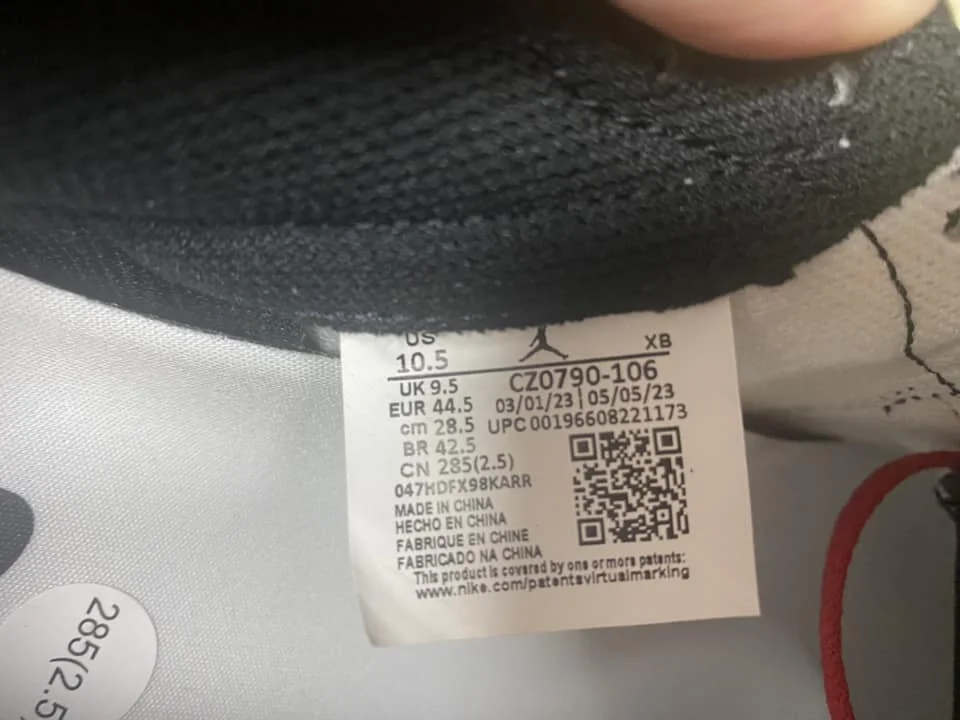 US
XB
10.5
UK 9.5
CZ0790-106
EUR 44.5
03/01/23 | 05/05/23
cm 28.5
UPC 00196608221173
BR 42.5
CN 285(2.5)
047HDFX98KARR
MADE IN CHINA
HECHO EN CHINA
FABRIQUE EN CHINE
FABRICADO NA CHINA
This product is covered by one or more patents:
www.nike.com/patentsvirtualmarking
285(2.5